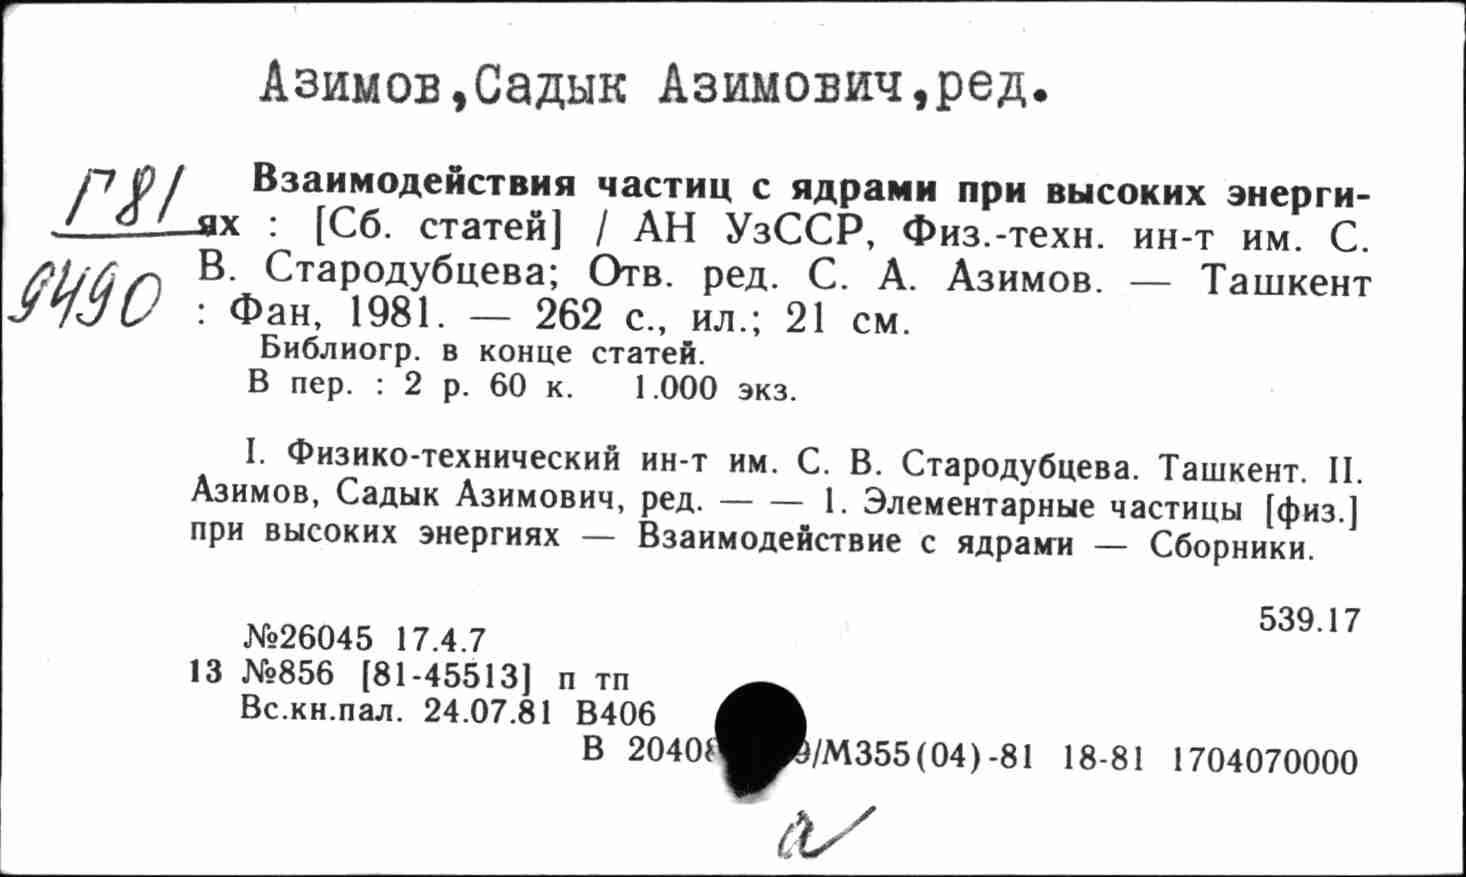 Азимов,Садык Азимович,ред.
Г81
9490
Взаимодействия частиц с ядрами при высоких энерги-
ях : [Сб. статей] / АН УзССР, Физ.-техн. ин-т им. С.
В. Стародубцева; Отв. ред. С. А. Азимов. — Ташкент
: Фан, 1981. — 262 с., ил.; 21 см.
Библиогр. в конце статей.
В пер. : 2 р. 60 к. 1.000 экз.
I. Физико-технический ин-т им. С. В. Стародубцева. Ташкент. II.
Азимов, Садык Азимович, ред. — — 1. Элементарные частицы [физ.]
при высоких энергиях — Взаимодействие с ядрами — Сборники.
539.17
№26045 17.4.7
13 №856 [81-45513] п тп
Вс.кн.пал. 24.07.81 В406
В /М355(04)-81 18-81 1704070000
а